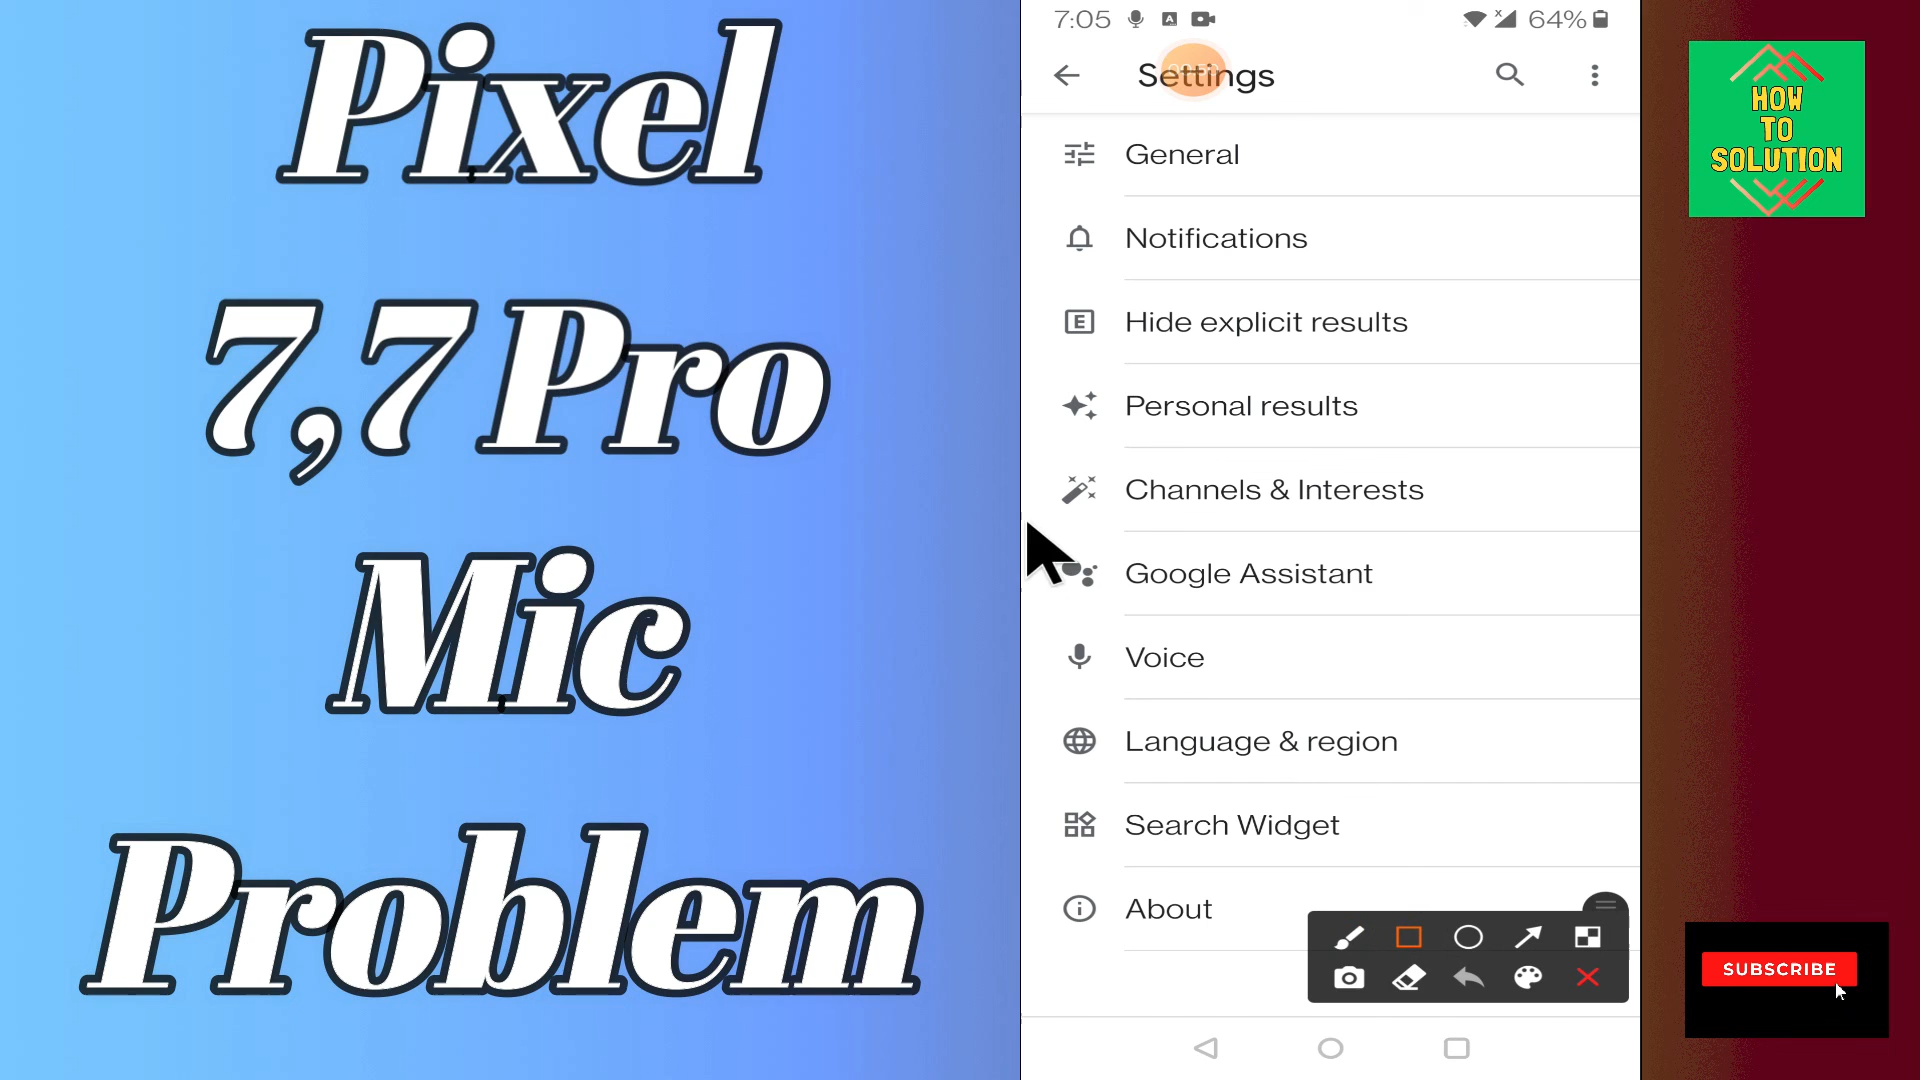 Pixel
7,7 Pro
Mic
Problem
7:05
64%
Settings
General
Notifications
Hide explicit results
Personal results
Channels & Interests
Google Assistant
Voice
Language & region
Search Widget
About
HOW
TO
SOLUTION
SUBSCRIBE